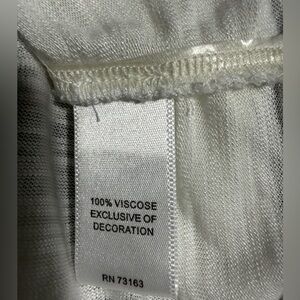 100% VISCOSE
EXCLUSIVE OF
DECORATION
RN 73163